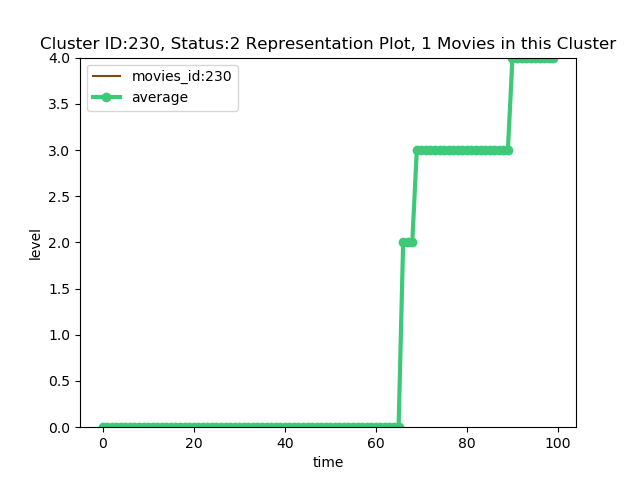 Cluster ID:230, Status:2 Representation Plot, 1 Movies in this Cluster
4.0
3.5
3.0
2.5
2.0
1.5
1.0
0.5
0.0
level
movies_id:230
average
0 20 40 60 80 100
time